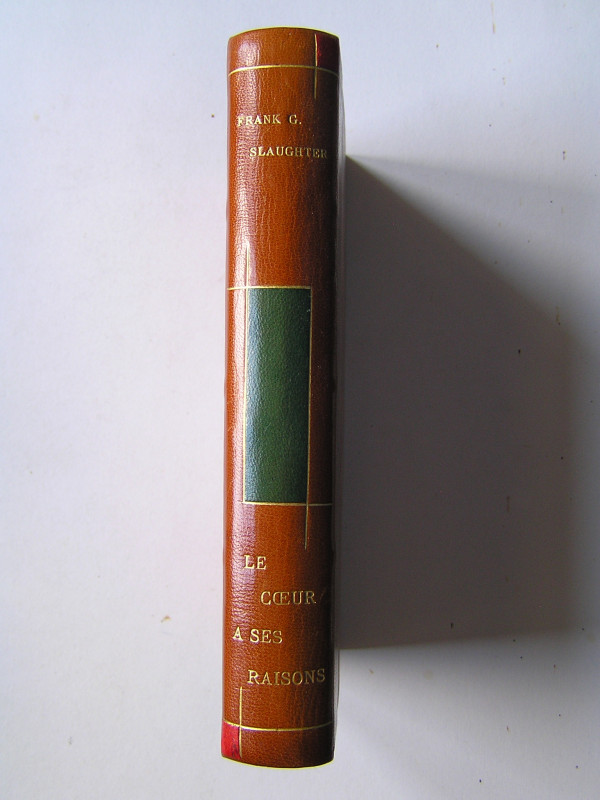 FRANK G.
SLAUGHTER
LE
CŒUR
A SES
RAISONS